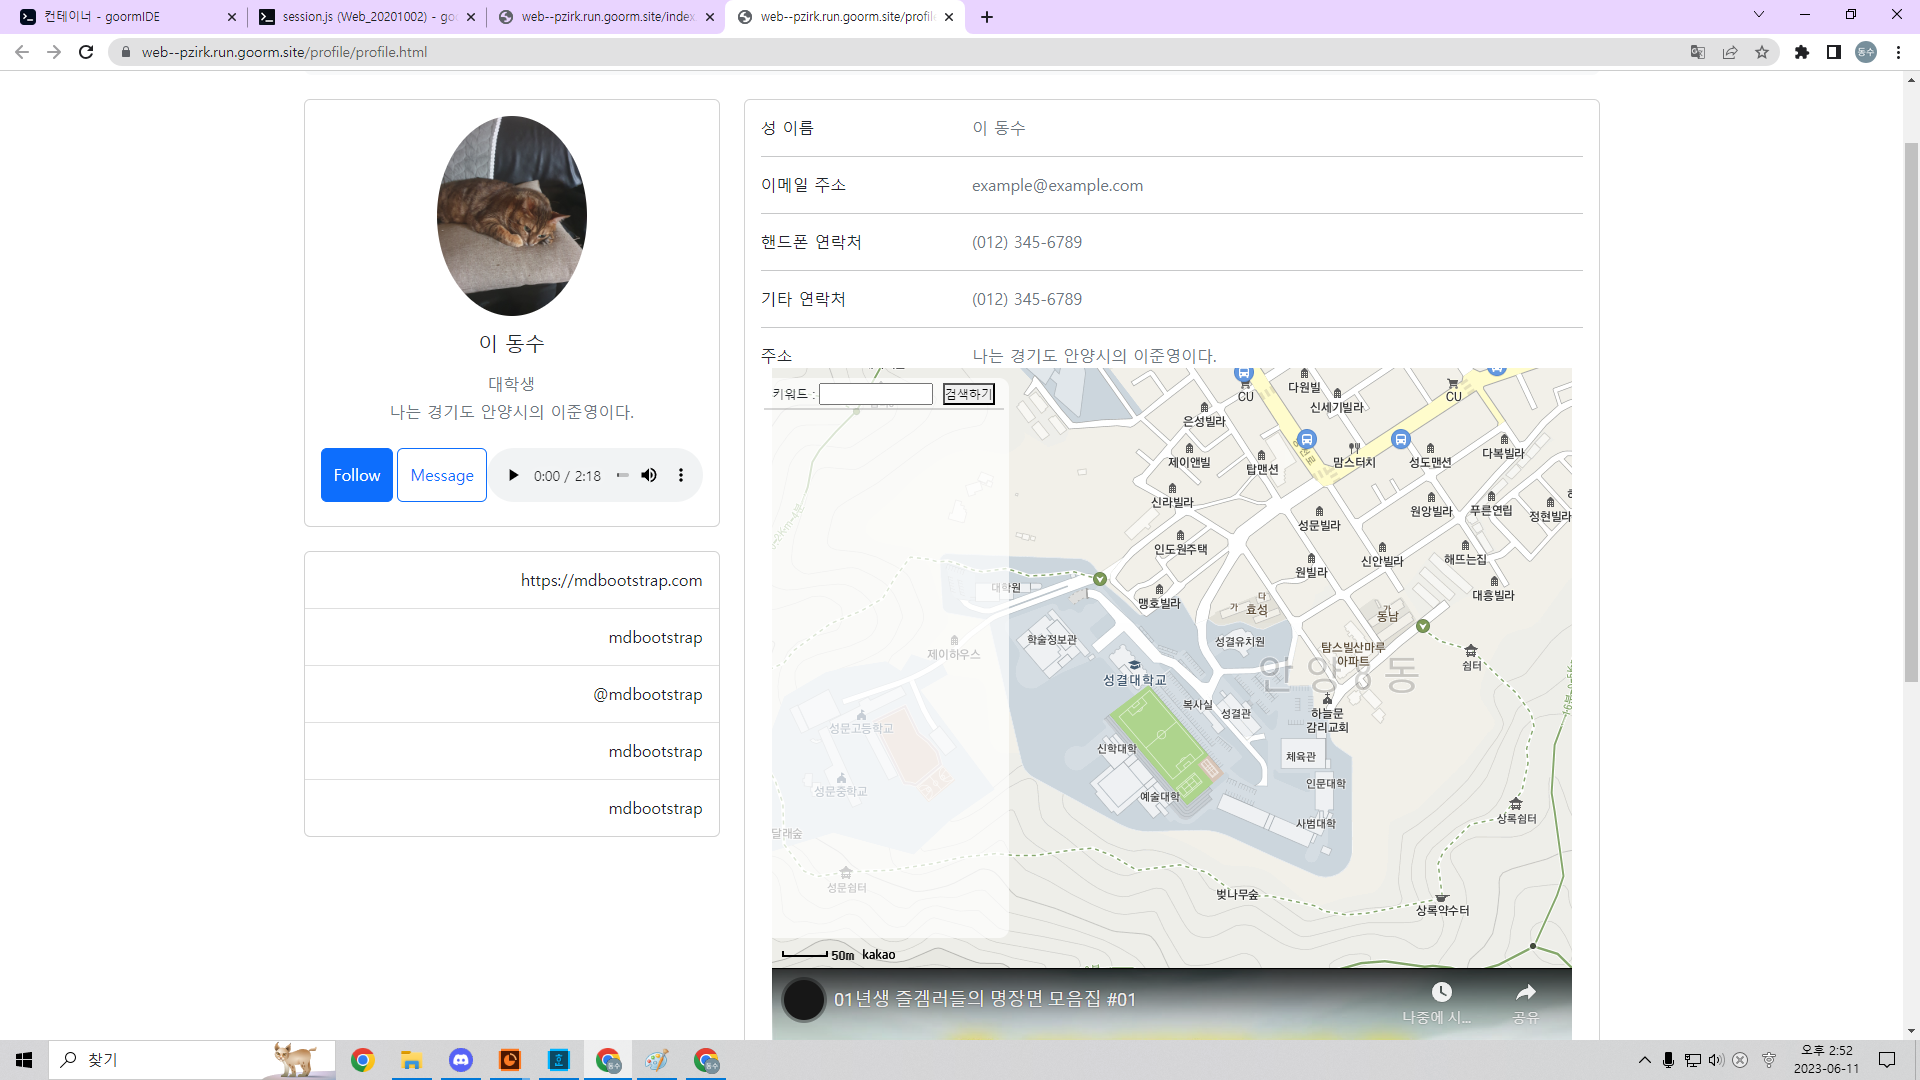 컨테이너 - goormIDE
session.js (Web_20201002) - goo
web--pzirk.run.goorm.site/index
web--pzirk.run.goorm.site/profil
web--pzirk.run.goorm.site/profile/profile.html
동수
이 동수
대학생
나는 경기도 안양시의 이준영이다.
Follow
Message
0:00 / 2:18
https://mdbootstrap.com
mdbootstrap
@mdbootstrap
mdbootstrap
mdbootstrap
성 이름
이 동수
이메일 주소
example@example.com
핸드폰 연락처
(012) 345-6789
기타 연락처
(012) 345-6789
주소
나는 경기도 안양시의 이준영이다.
키워드 :
검색하기
CU
다원빌
신세기빌라
CU
은성빌라
제이앤빌
탑맨션
맘스터치
성도맨션
다복빌라
신라빌라
성문빌라
원앙빌라
푸른연립
정현빌라
인도원주택
원빌라
신안빌라
해뜨는집
대학원
맹호빌라
가
다
효성
가
동남
대흥빌라
학술정보관
성결유치원
탐스빌산마루
아파트
제이하우스
안양8동
쉼터
성결대학교
복사실
성결관
하늘문
감리교회
성문고등학교
신학대학
체육관
성문중학교
예술대학
인문대학
사범대학
상록쉼터
달래숲
성문쉼터
벚나무숲
상록약수터
50m
kakao
01년생 즐겜러들의 명장면 모음집 #01
나중에 시...
공유
찾기
동수
동수
오후 2:52
2023-06-11